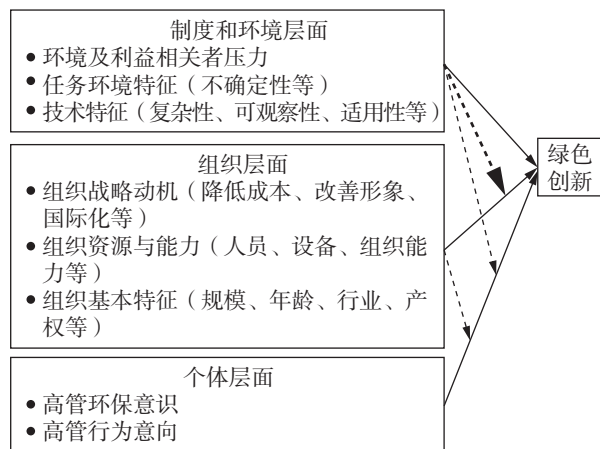 制度和环境层面
● 环境及利益相关者压力
● 任务环境特征（不确定性等）
● 技术特征（复杂性、可观察性、适用性等）
组织层面
● 组织战略动机（降低成本、改善形象、
国际化等）
● 组织资源与能力（人员、设备、组织能
力等）
● 组织基本特征（规模、年龄、行业、产
权等）
个体层面
● 高管环保意识
● 高管行为意向
绿色
创新